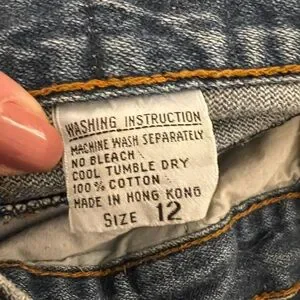 WASHING INSTRUCTION
MACHINE WASH SEPARATELY
NO BLEACH
COOL TUMBLE DRY
100% COTTON
MADE IN HONG KONG
SIZE 12